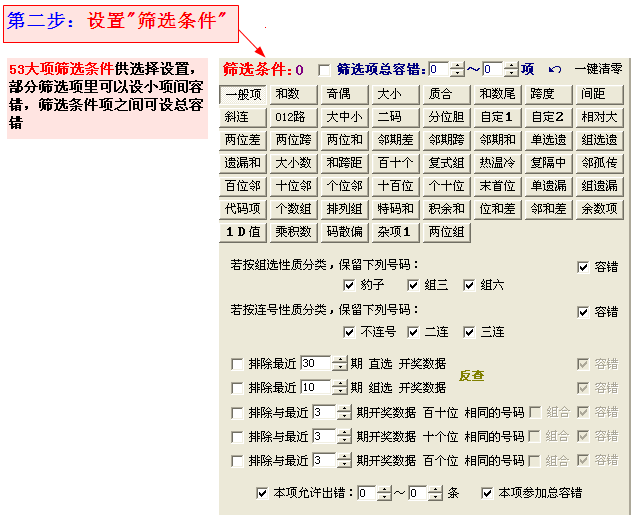 第二步：设置"筛选条件"
53大项筛选条件供选择设置，
部分筛选项里可以设小项间容
错，筛选条件项之间可设总容
错
筛选条件:0 筛选项总容错:0～0项 一键清零
一般项 和数 奇偶 大小 质合 和数尾 跨度 间距
斜连 012路 大中小 二码 分位胆 自定1 自定2 相对大
两位差 两位跨 两位和 邻期差 邻期跨 邻期和 单选遗 组选遗
遗漏和 大小数 和跨距 百十个 复式组 热温冷 复隔中 邻孤传
百位邻 十位邻 个位邻 十百位 个十位 末首位 单遗漏 组遗漏
代码项 个数组 排列组 特码和 积余和 位和差 邻和差 余数项
1D值 乘积数 码散偏 杂项1 两位组
若按组选性质分类，保留下列号码： 容错
豹子 组三 组六
若按连号性质分类，保留下列号码： 容错
不连号 二连 三连
排除最近 30 期 直选 开奖数据 容错
反查
排除最近 10 期 组选 开奖数据 容错
排除与最近 3 期开奖数据 百十位 相同的号码 组合 容错
排除与最近 3 期开奖数据 十个位 相同的号码 组合 容错
排除与最近 3 期开奖数据 百个位 相同的号码 组合 容错
本项允许出错：0～0 条 本项参加总容错